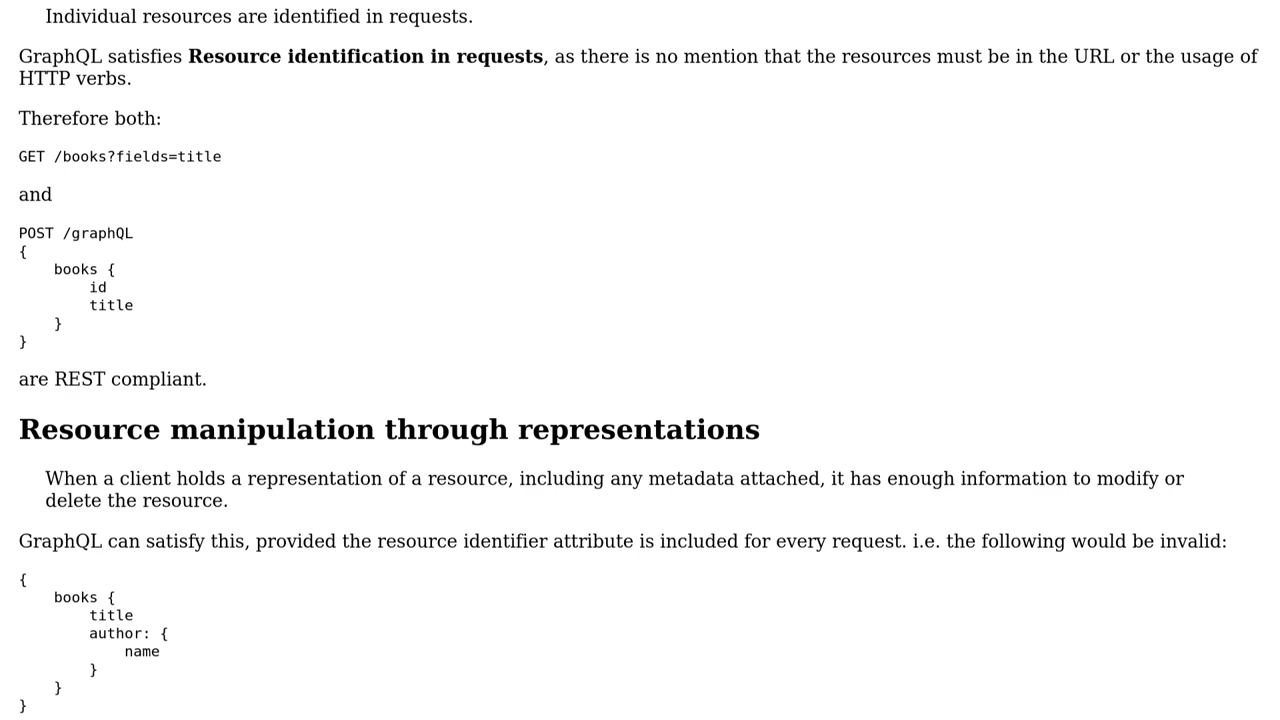 Individual resources are identified in requests.
GraphQL satisfies Resource identification in requests, as there is no mention that the resources must be in the URL or the usage of
HTTP verbs.
Therefore both:
GET /books?fields=title
and
POST /graphQL
{
    books {
        id
        title
    }
}
are REST compliant.
Resource manipulation through representations
When a client holds a representation of a resource, including any metadata attached, it has enough information to modify or
delete the resource.
GraphQL can satisfy this, provided the resource identifier attribute is included for every request. i.e. the following would be invalid:
{
    books {
        title
        author: {
            name
        }
    }
}